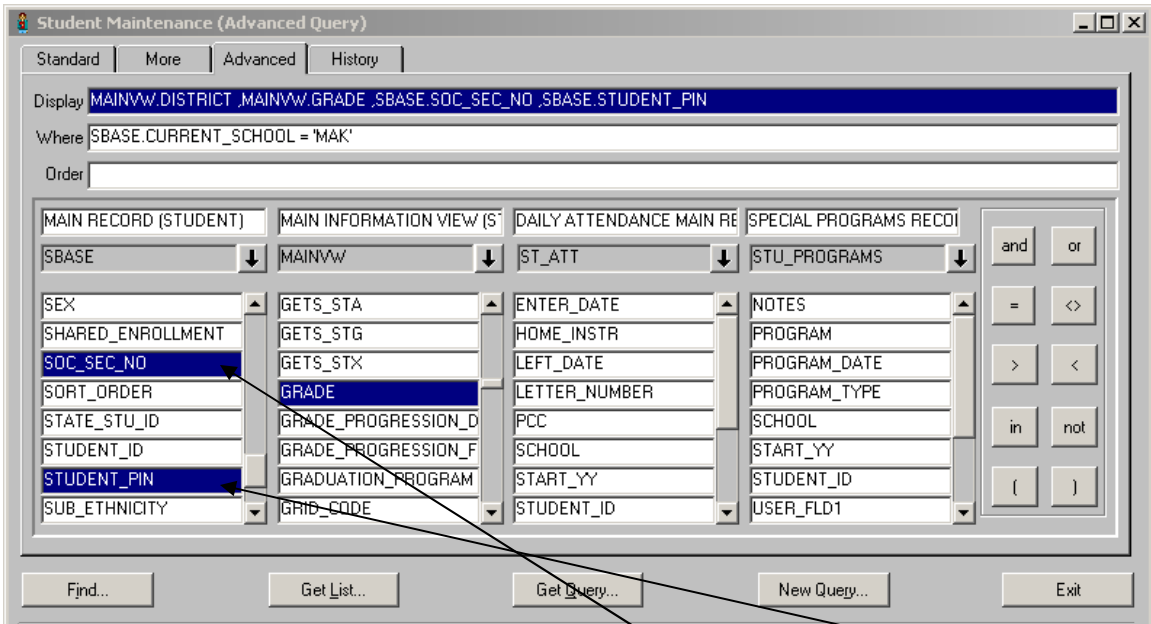 Student Maintenance (Advanced Query)
Standard More Advanced History
Display MAINVW.DISTRICT ,MAINVW.GRADE ,SBASE.SOC_SEC_NO ,SBASE.STUDENT_PIN
Where SBASE.CURRENT_SCHOOL = 'MAK'
Order
MAIN RECORD (STUDENT) MAIN INFORMATION VIEW (ST DAILY ATTENDANCE MAIN RE SPECIAL PROGRAMS RECOI
SBASE MAINVW ST_ATT STU_PROGRAMS and or
SEX GETS_STA ENTER_DATE NOTES = <>
SHARED_ENROLLMENT GETS_STG HOME_INSTR PROGRAM
SOC_SEC_NO GETS_STX LEFT_DATE PROGRAM_DATE > <
SORT_ORDER GRADE LETTER_NUMBER PROGRAM_TYPE
STATE_STU_ID GRADE_PROGRESSION_D PCC SCHOOL in not
STUDENT_ID GRADE_PROGRESSION_F SCHOOL START_YY
STUDENT_PIN GRADUATION_PROGRAM START_YY STUDENT_ID ( )
SUB_ETHNICITY GRID_CODE STUDENT_ID USER_FLD1
Find... Get List... Get Query... New Query... Exit